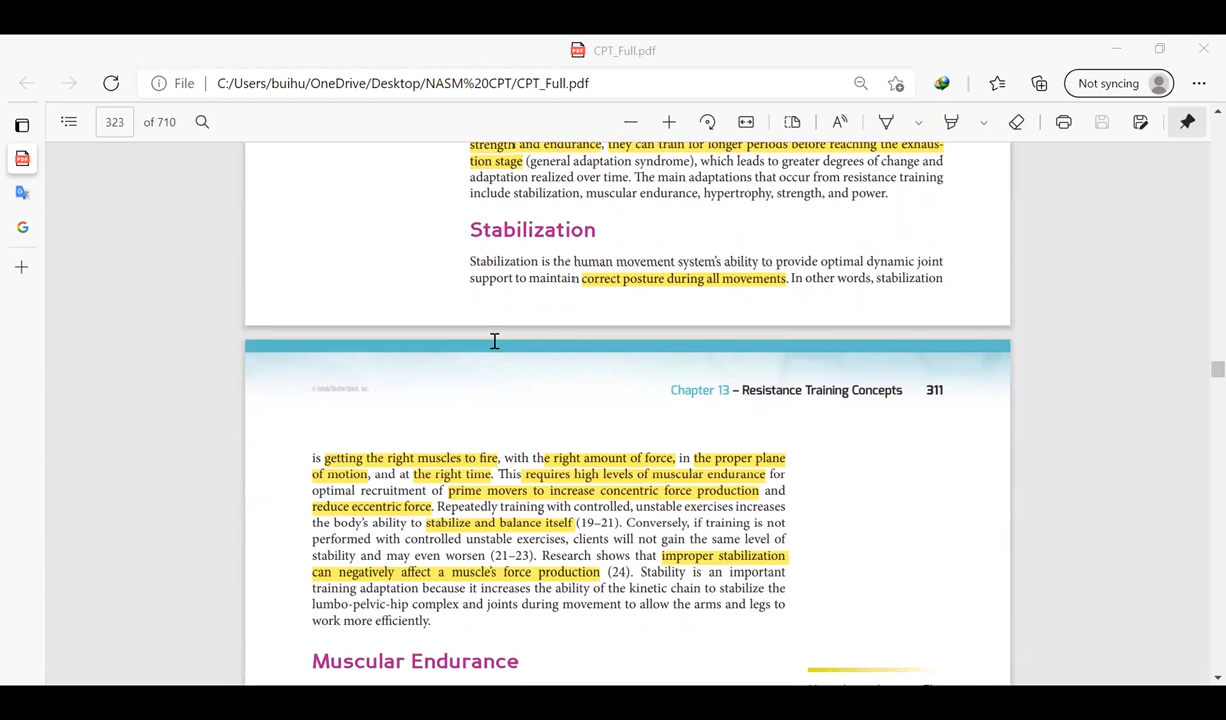 CPT_Full.pdf
File
C:/Users/buihu/OneDrive/Desktop/NASM%20CPT/CPT_Full.pdf
Not syncing
323 of 710
strength and endurance, they can train for longer periods before reaching the exhaus-
tion stage (general adaptation syndrome), which leads to greater degrees of change and
adaptation realized over time. The main adaptations that occur from resistance training
include stabilization, muscular endurance, hypertrophy, strength, and power.
Stabilization
Stabilization is the human movement system's ability to provide optimal dynamic joint
support to maintain correct posture during all movements. In other words, stabilization
Chapter 13 – Resistance Training Concepts 311
is getting the right muscles to fire, with the right amount of force, in the proper plane
of motion, and at the right time. This requires high levels of muscular endurance for
optimal recruitment of prime movers to increase concentric force production and
reduce eccentric force. Repeatedly training with controlled, unstable exercises increases
the body's ability to stabilize and balance itself (19–21). Conversely, if training is not
performed with controlled unstable exercises, clients will not gain the same level of
stability and may even worsen (21–23). Research shows that improper stabilization
can negatively affect a muscle's force production (24). Stability is an important
training adaptation because it increases the ability of the kinetic chain to stabilize the
lumbo-pelvic-hip complex and joints during movement to allow the arms and legs to
work more efficiently.
Muscular Endurance